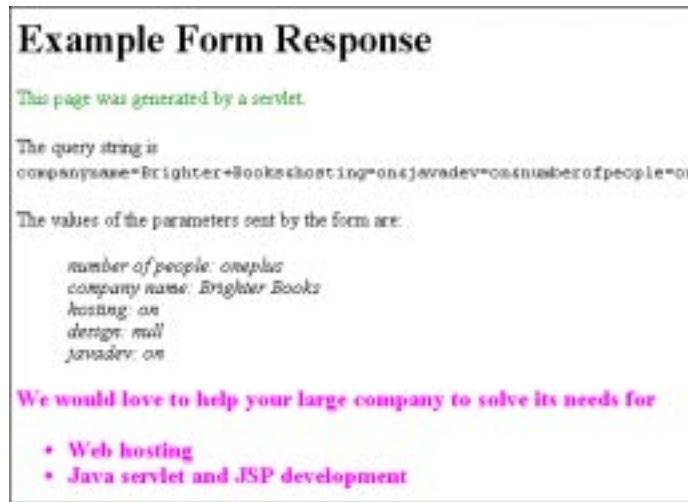 Example Form Response
This page was generated by a servlet.
The query string is
companyname=Brighter+Books&hosting=on&javadev=on&numberofpeople=on
The values of the parameters sent by the form are:
number of people: oneplus
company name: Brighter Books
hosting: on
design: null
javadev: on
We would love to help your large company to solve its needs for
• Web hosting
• Java servlet and JSP development